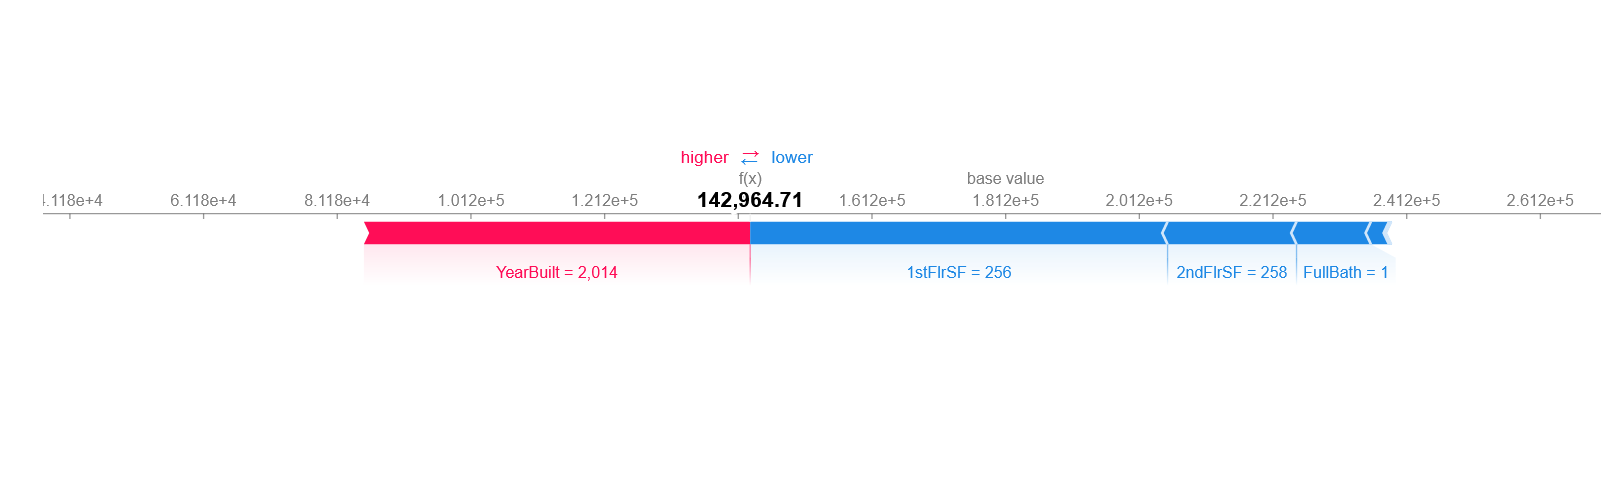 higher ⇄ lower
f(x) base value
.118e+4 6.118e+4 8.118e+4 1.012e+5 1.212e+5 142,964.71 1.612e+5 1.812e+5 2.012e+5 2.212e+5 2.412e+5 2.612e+5
YearBuilt = 2,014 1stFlrSF = 256 2ndFlrSF = 258 FullBath = 1